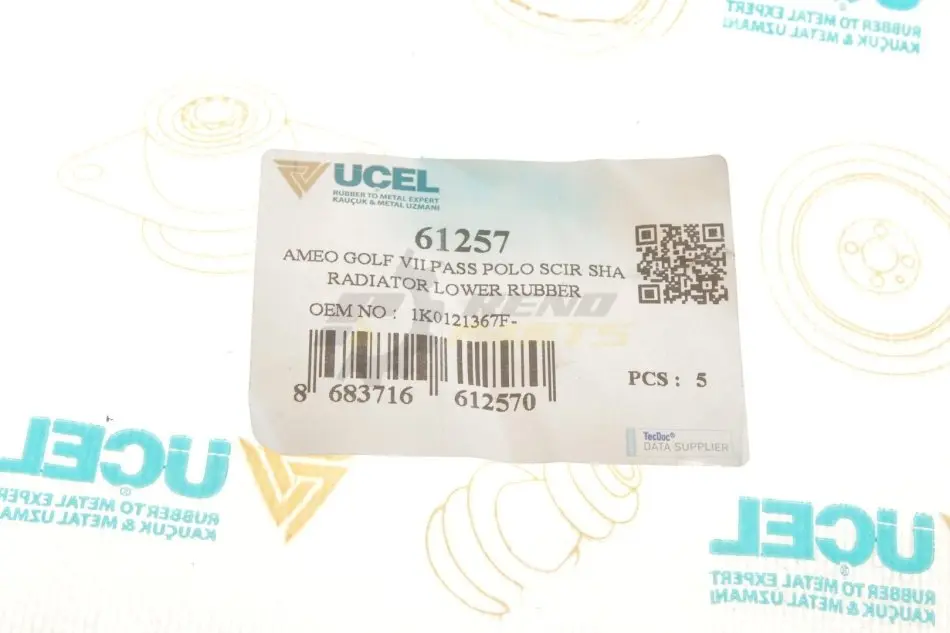 RUBBER TO METAL EXPERT
KAUÇUK & METAL UZMANI
UCEL
RUBBER TO METAL EXPERT
KAUÇUK & METAL UZMANI
61257
AMEO GOLF VII PASS POLO SCIR SHA
RADIATOR LOWER RUBBER
OEM NO : 1K0121367F-
PCS : 5
8 683716 612570
TecDoc®
DATA SUPPLIER
UCEL
RUBBER TO METAL EXPERT
KAUÇUK & METAL UZMA
UCEL
RUBBER TO METAL EXPERT
KAUÇUK & METAL UZMANI